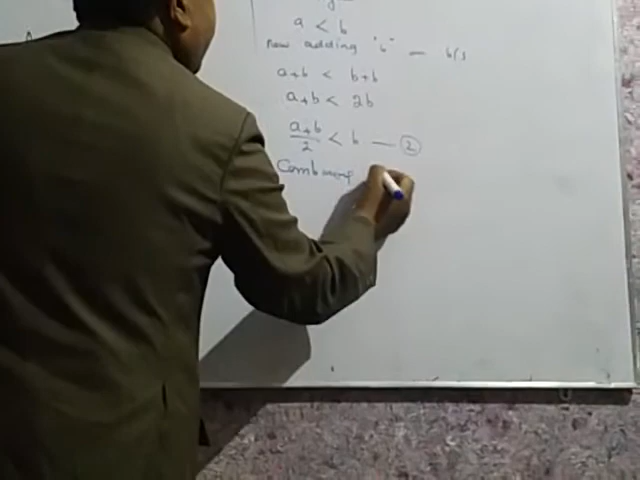 a < b
now adding "b" — b/s
a+b < b+b
a+b < 2b
a+b/2 < b — ②
Combining